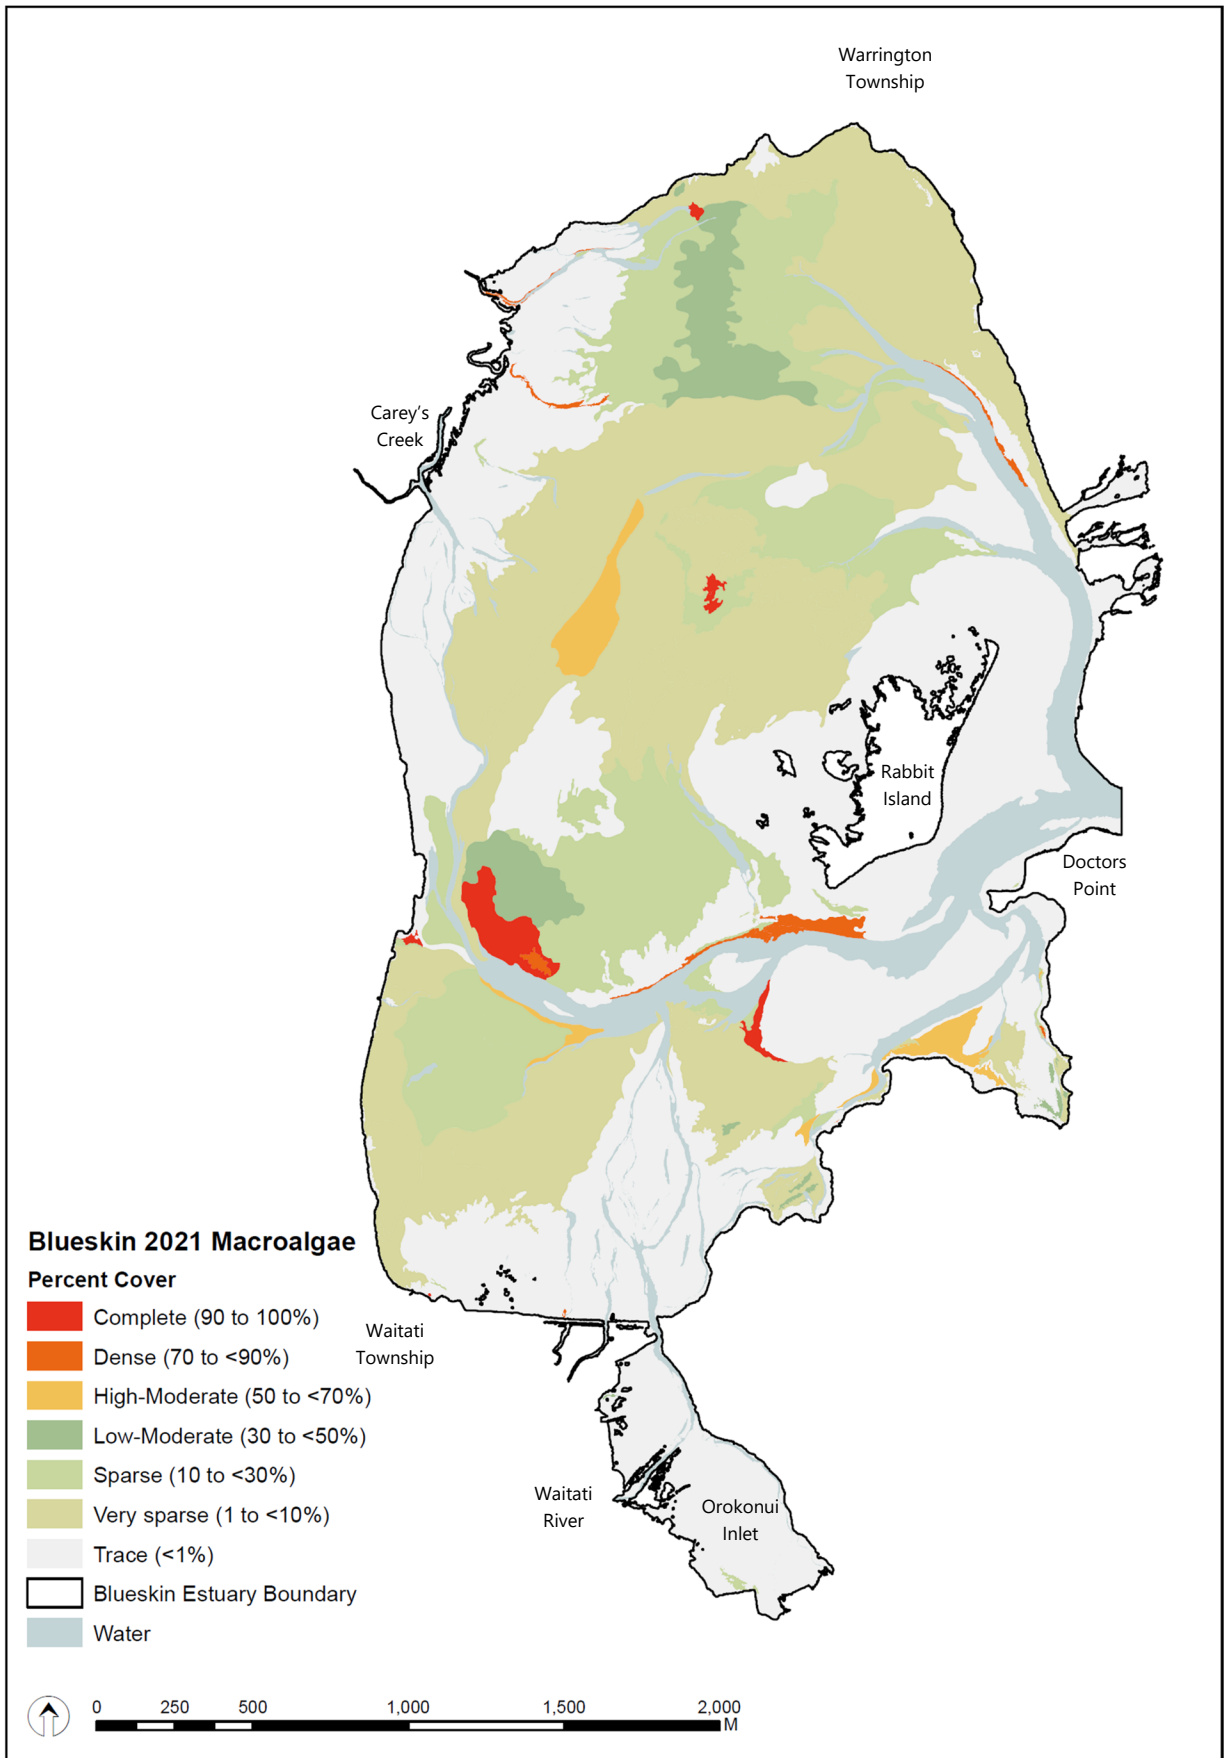 Warrington
Township
Carey's
Creek
Rabbit
Island
Doctors
Point
Blueskin 2021 Macroalgae
Percent Cover
Complete (90 to 100%)
Dense (70 to <90%)
High-Moderate (50 to <70%)
Low-Moderate (30 to <50%)
Sparse (10 to <30%)
Very sparse (1 to <10%)
Trace (<1%)
Blueskin Estuary Boundary
Water
Waitati
Township
Waitati
River
Orokonui
Inlet
0 250 500 1,000 1,500 2,000
M